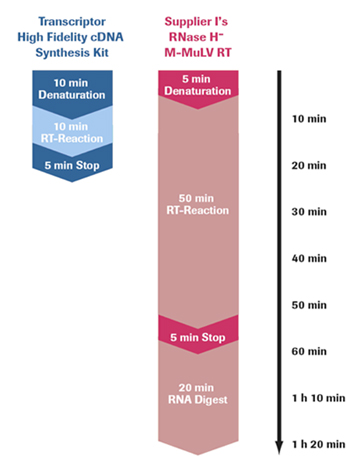 Transcriptor
High Fidelity cDNA
Synthesis Kit
10 min
Denaturation
10 min
RT-Reaction
5 min Stop
Supplier I's
RNase H⁻
M-MuLV RT
5 min
Denaturation
50 min
RT-Reaction
5 min Stop
20 min
RNA Digest
10 min
20 min
30 min
40 min
50 min
60 min
1 h 10 min
1 h 20 min